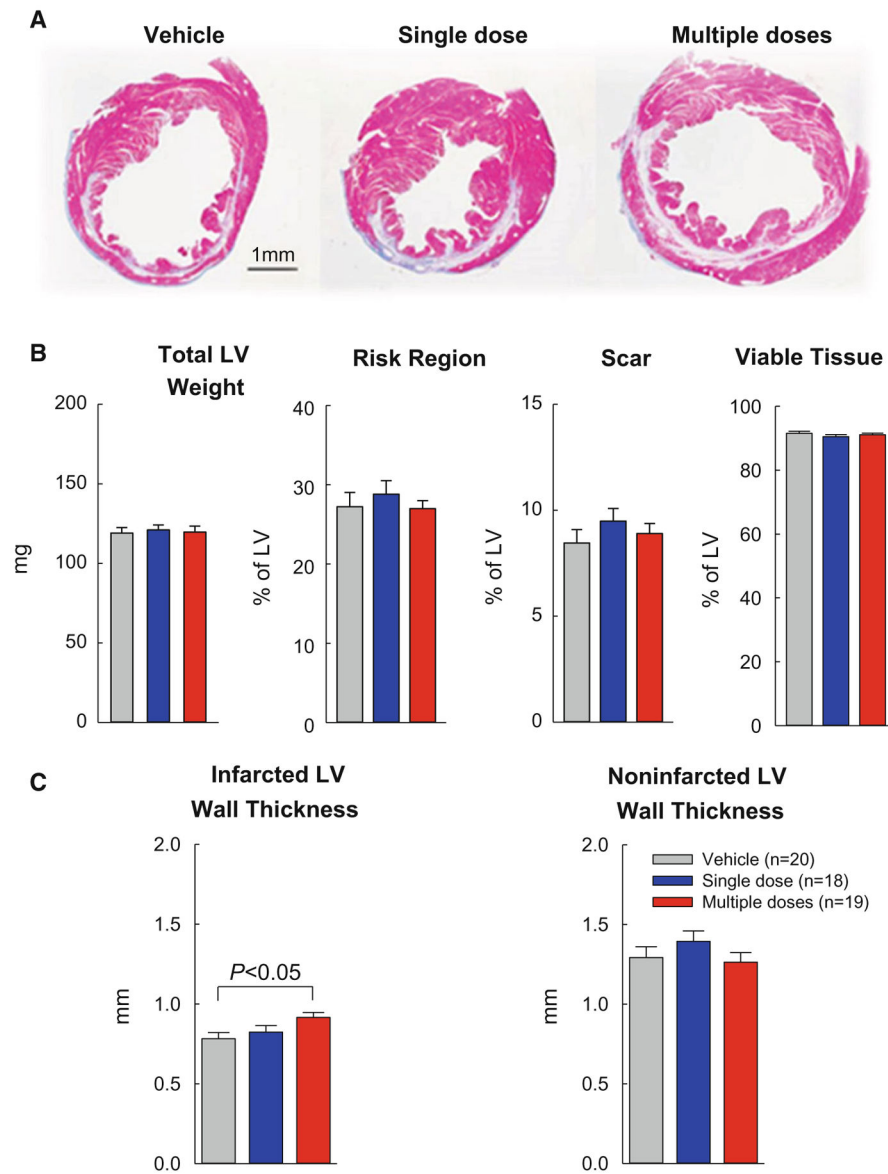 A
Vehicle
Single dose
Multiple doses
1mm
B
Total LV
Weight
Risk Region
Scar
Viable Tissue
mg
200
150
100
50
0
% of LV
40
30
20
10
0
% of LV
15
10
5
0
% of LV
100
80
60
40
20
0
C
Infarcted LV
Wall Thickness
mm
2.0
1.5
1.0
0.5
0.0
P<0.05
Noninfarcted LV
Wall Thickness
mm
2.0
1.5
1.0
0.5
0.0
Vehicle (n=20)
Single dose (n=18)
Multiple doses (n=19)